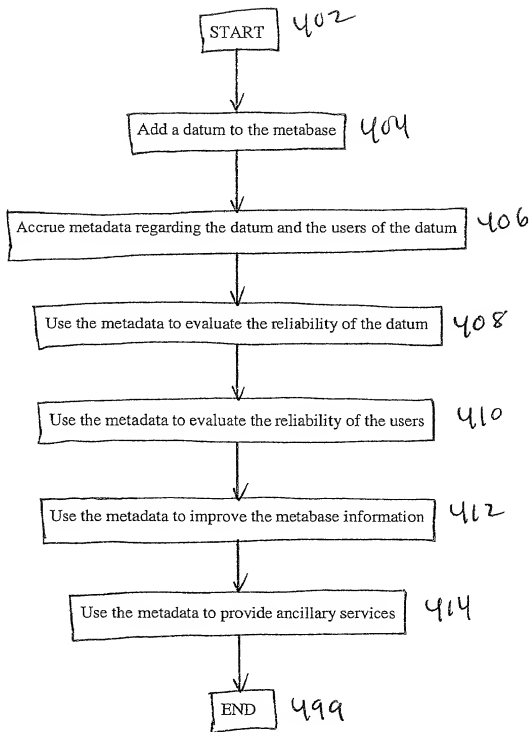 START 402
Add a datum to the metabase 404
Accrue metadata regarding the datum and the users of the datum 406
Use the metadata to evaluate the reliability of the datum 408
Use the metadata to evaluate the reliability of the users 410
Use the metadata to improve the metabase information 412
Use the metadata to provide ancillary services 414
END 499